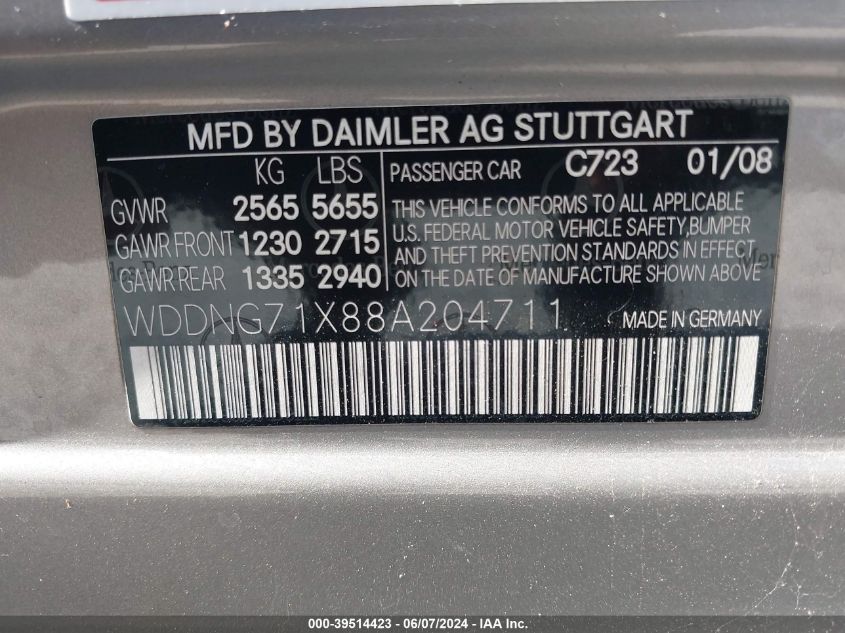 MFD BY DAIMLER AG STUTTGART
KG LBS
GVWR 2565 5655
GAWR FRONT 1230 2715
GAWR REAR 1335 2940
PASSENGER CAR C723 01/08
THIS VEHICLE CONFORMS TO ALL APPLICABLE
U.S. FEDERAL MOTOR VEHICLE SAFETY, BUMPER
AND THEFT PREVENTION STANDARDS IN EFFECT
ON THE DATE OF MANUFACTURE SHOWN ABOVE
WDDNG71X88A204711 MADE IN GERMANY
000-39514423 - 06/07/2024 - IAA Inc.